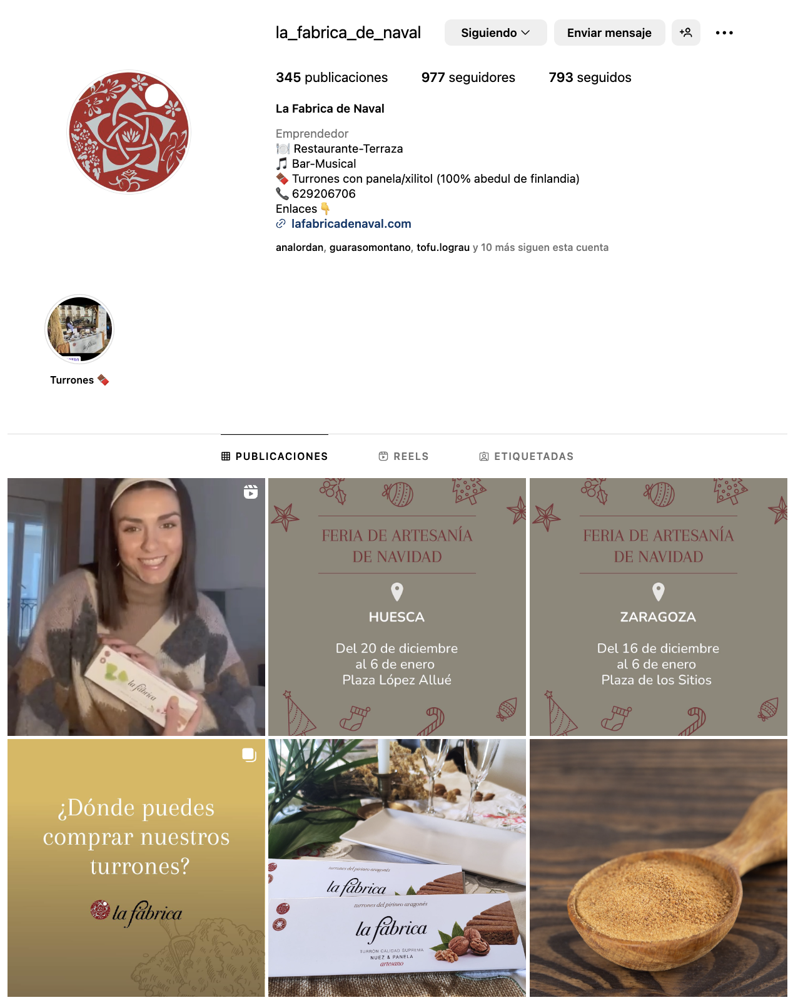 la_fabrica_de_naval
Siguiendo
Enviar mensaje
345 publicaciones
977 seguidores
793 seguidos
La Fabrica de Naval
Emprendedor
🍽️ Restaurante-Terraza
🎵 Bar-Musical
🍫 Turrones con panela/xilitol (100% abedul de finlandia)
📞 629206706
Enlaces 👇
lafabricadenaval.com
analordan, guarasomontano, tofu.lograu y 10 más siguen esta cuenta
Turrones 🍫
PUBLICACIONES
REELS
ETIQUETADAS
la fabrica
FERIA DE ARTESANÍA
DE NAVIDAD
HUESCA
Del 20 de diciembre
al 6 de enero
Plaza López Allué
FERIA DE ARTESANÍA
DE NAVIDAD
ZARAGOZA
Del 16 de diciembre
al 6 de enero
Plaza de los Sitios
¿Dónde puedes
comprar nuestros
turrones?
la fabrica
turrones del pirineo aragonés
la fabrica
turrones del pirineo aragonés
la fabrica
TURRÓN CALIDAD SUPREMA
NUEZ & PANELA
artesano